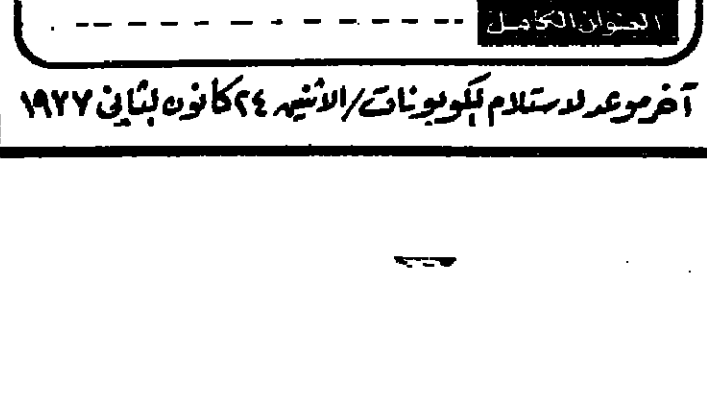 العنوان الكامل
آخر موعد لاستلام الكوبونات/الاثنين ٢٤ كانون الثاني ١٩٧٧